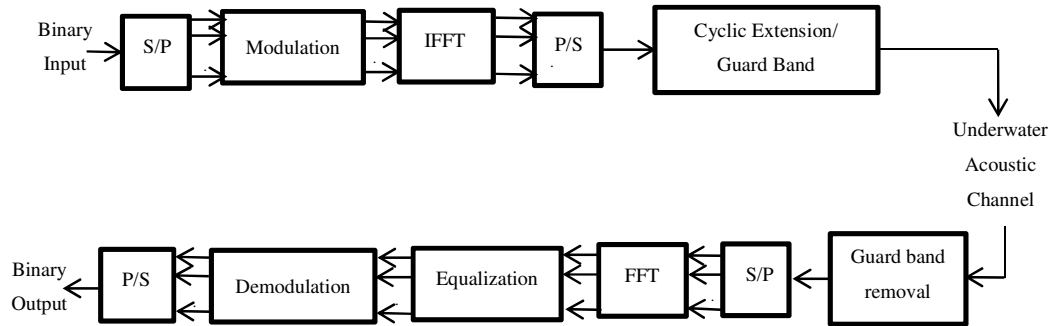 Binary
Input
S/P
Modulation
IFFT
P/S
Cyclic Extension/
Guard Band
Underwater
Acoustic
Channel
Binary
Output
P/S
Demodulation
Equalization
FFT
S/P
Guard band
removal